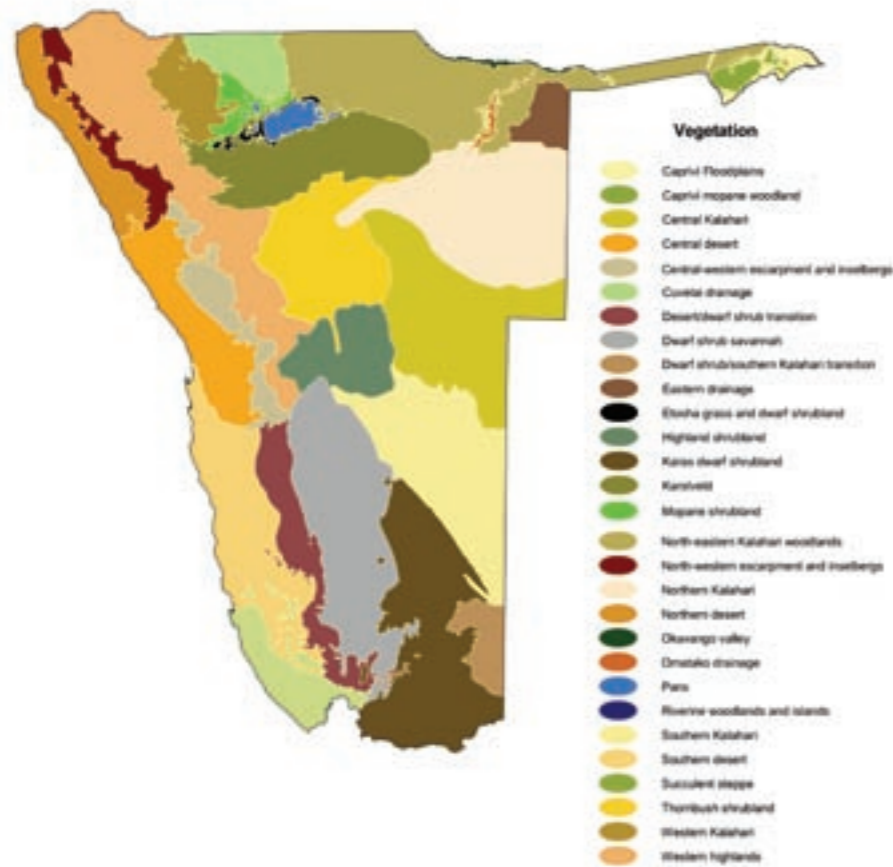 Vegetation
Caprivi Floodplains
Caprivi mopane woodland
Central Kalahari
Central desert
Central-western escarpment and inselbergs
Cuvelai drainage
Desert/dwarf shrub transition
Dwarf shrub savannah
Dwarf shrub/southern Kalahari transition
Eastern drainage
Etosha grass and dwarf shrubland
Highland shrubland
Karas dwarf shrubland
Karstveld
Mopane shrubland
North-eastern Kalahari woodlands
North-western escarpment and inselbergs
Northern Kalahari
Northern desert
Okavango valley
Omatako drainage
Pans
Riverine woodlands and islands
Southern Kalahari
Southern desert
Succulent steppe
Thornbush shrubland
Western Kalahari
Western highlands